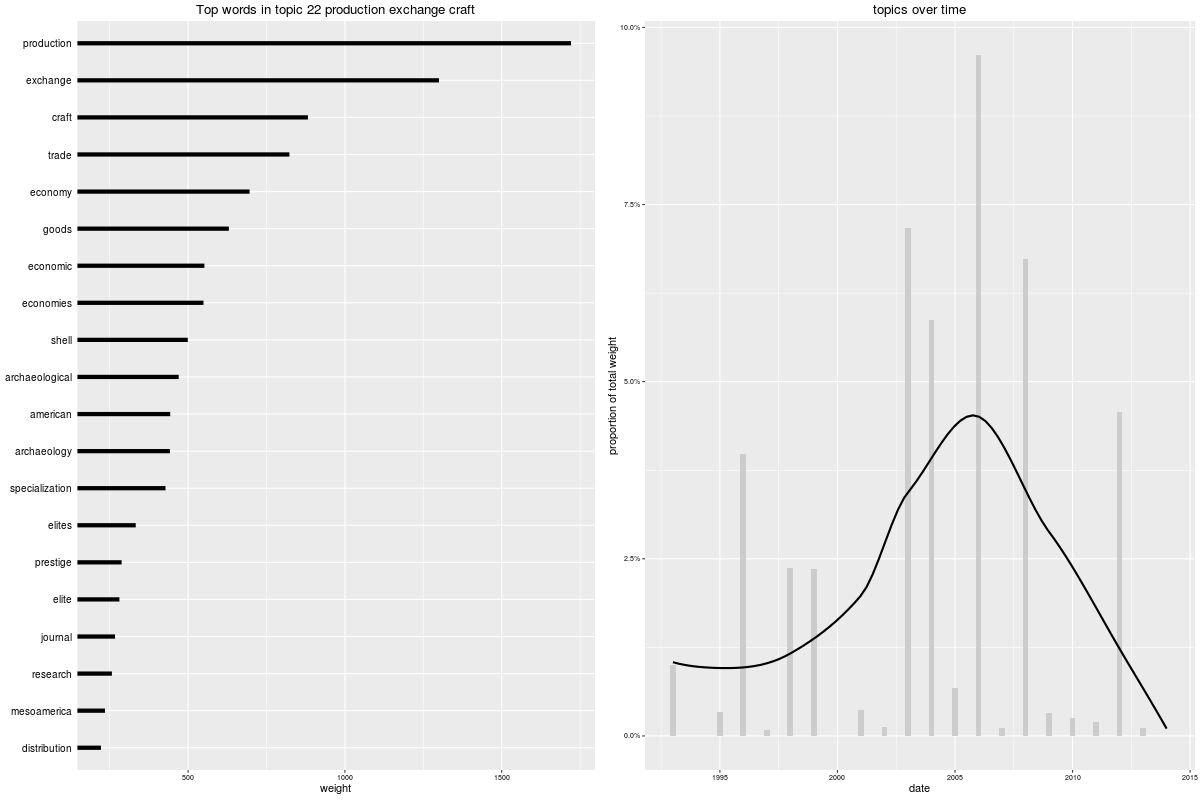 Top words in topic 22 production exchange craft
production
exchange
craft
trade
economy
goods
economic
economies
shell
archaeological
american
archaeology
specialization
elites
prestige
elite
journal
research
mesoamerica
distribution
500 1000 1500
weight
topics over time
proportion of total weight
10.0%
7.5%
5.0%
2.5%
0.0%
1995 2000 2005 2010 2015
date